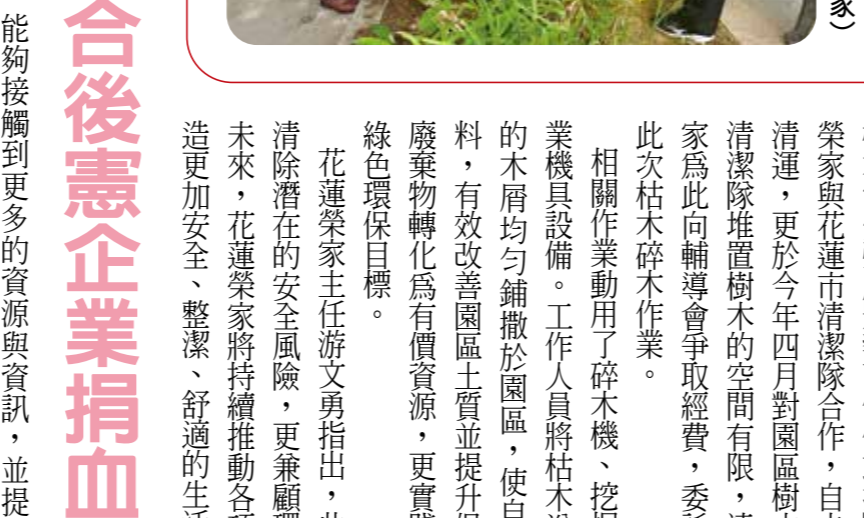 家）
榮家與花蓮市清潔隊合作，自
清運，更於今年四月對園區樹
清潔隊堆置樹木的空間有限，
家為此向輔導會爭取經費，委
此次枯木碎木作業。
相關作業動用了碎木機、挖
業機具設備。工作人員將枯木
的木屑均勻鋪撒於園區，使自
料，有效改善園區土質並提升
廢棄物轉化為有價資源，更實踐
綠色環保目標。
花蓮榮家主任游文勇指出，
清除潛在的安全風險，更兼顧環
未來，花蓮榮家將持續推動各項
造更加安全、整潔、舒適的生活
合後憲企業捐血
能夠接觸到更多的資源與資訊，並提